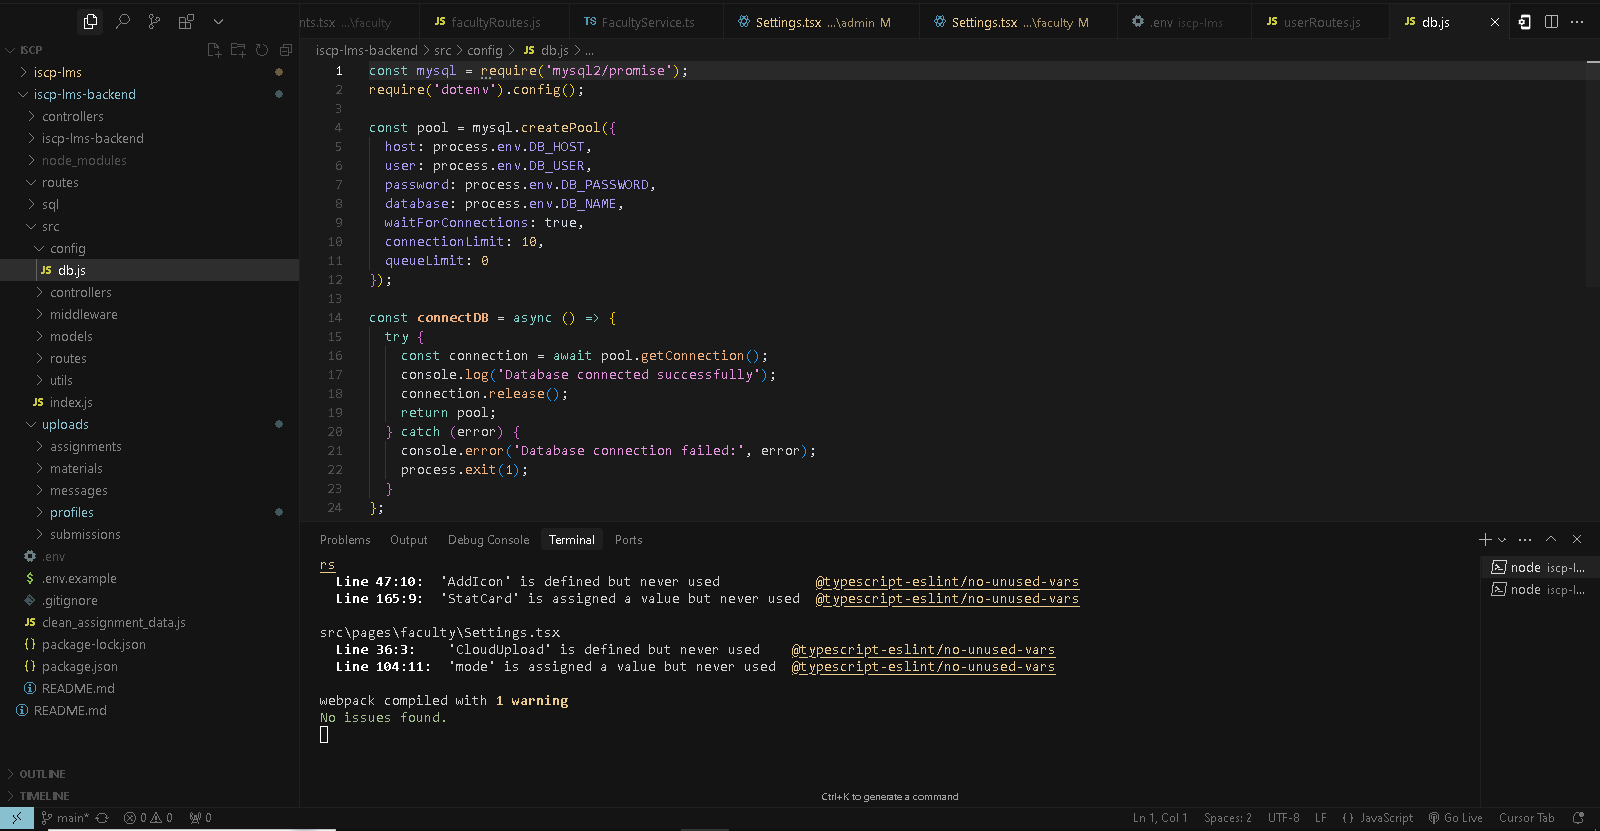 nts.tsx ...\faculty
JS facultyRoutes.js
TS FacultyService.ts
Settings.tsx ...\admin M
Settings.tsx ...\faculty M
.env iscp-lms
JS userRoutes.js
JS db.js
ISCP
iscp-lms
iscp-lms-backend
controllers
iscp-lms-backend
node_modules
routes
sql
src
config
JS db.js
controllers
middleware
models
routes
utils
JS index.js
uploads
assignments
materials
messages
profiles
submissions
.env
$ .env.example
.gitignore
JS clean_assignment_data.js
{} package-lock.json
{} package.json
README.md
README.md
OUTLINE
TIMELINE
iscp-lms-backend > src > config > JS db.js > ...
1 const mysql = require('mysql2/promise');
2 require('dotenv').config();
3
4 const pool = mysql.createPool({
5 host: process.env.DB_HOST,
6 user: process.env.DB_USER,
7 password: process.env.DB_PASSWORD,
8 database: process.env.DB_NAME,
9 waitForConnections: true,
10 connectionLimit: 10,
11 queueLimit: 0
12 });
13
14 const connectDB = async () => {
15 try {
16 const connection = await pool.getConnection();
17 console.log('Database connected successfully');
18 connection.release();
19 return pool;
20 } catch (error) {
21 console.error('Database connection failed:', error);
22 process.exit(1);
23 }
24 };
Problems Output Debug Console Terminal Ports
rs
Line 47:10: 'AddIcon' is defined but never used @typescript-eslint/no-unused-vars
Line 165:9: 'StatCard' is assigned a value but never used @typescript-eslint/no-unused-vars
src\pages\faculty\Settings.tsx
Line 36:3: 'CloudUpload' is defined but never used @typescript-eslint/no-unused-vars
Line 104:11: 'mode' is assigned a value but never used @typescript-eslint/no-unused-vars
webpack compiled with 1 warning
No issues found.
node iscp-l...
node iscp-l...
Ctrl+K to generate a command
main* 0 0 0
Ln 1, Col 1 Spaces: 2 UTF-8 LF {} JavaScript Go Live Cursor Tab